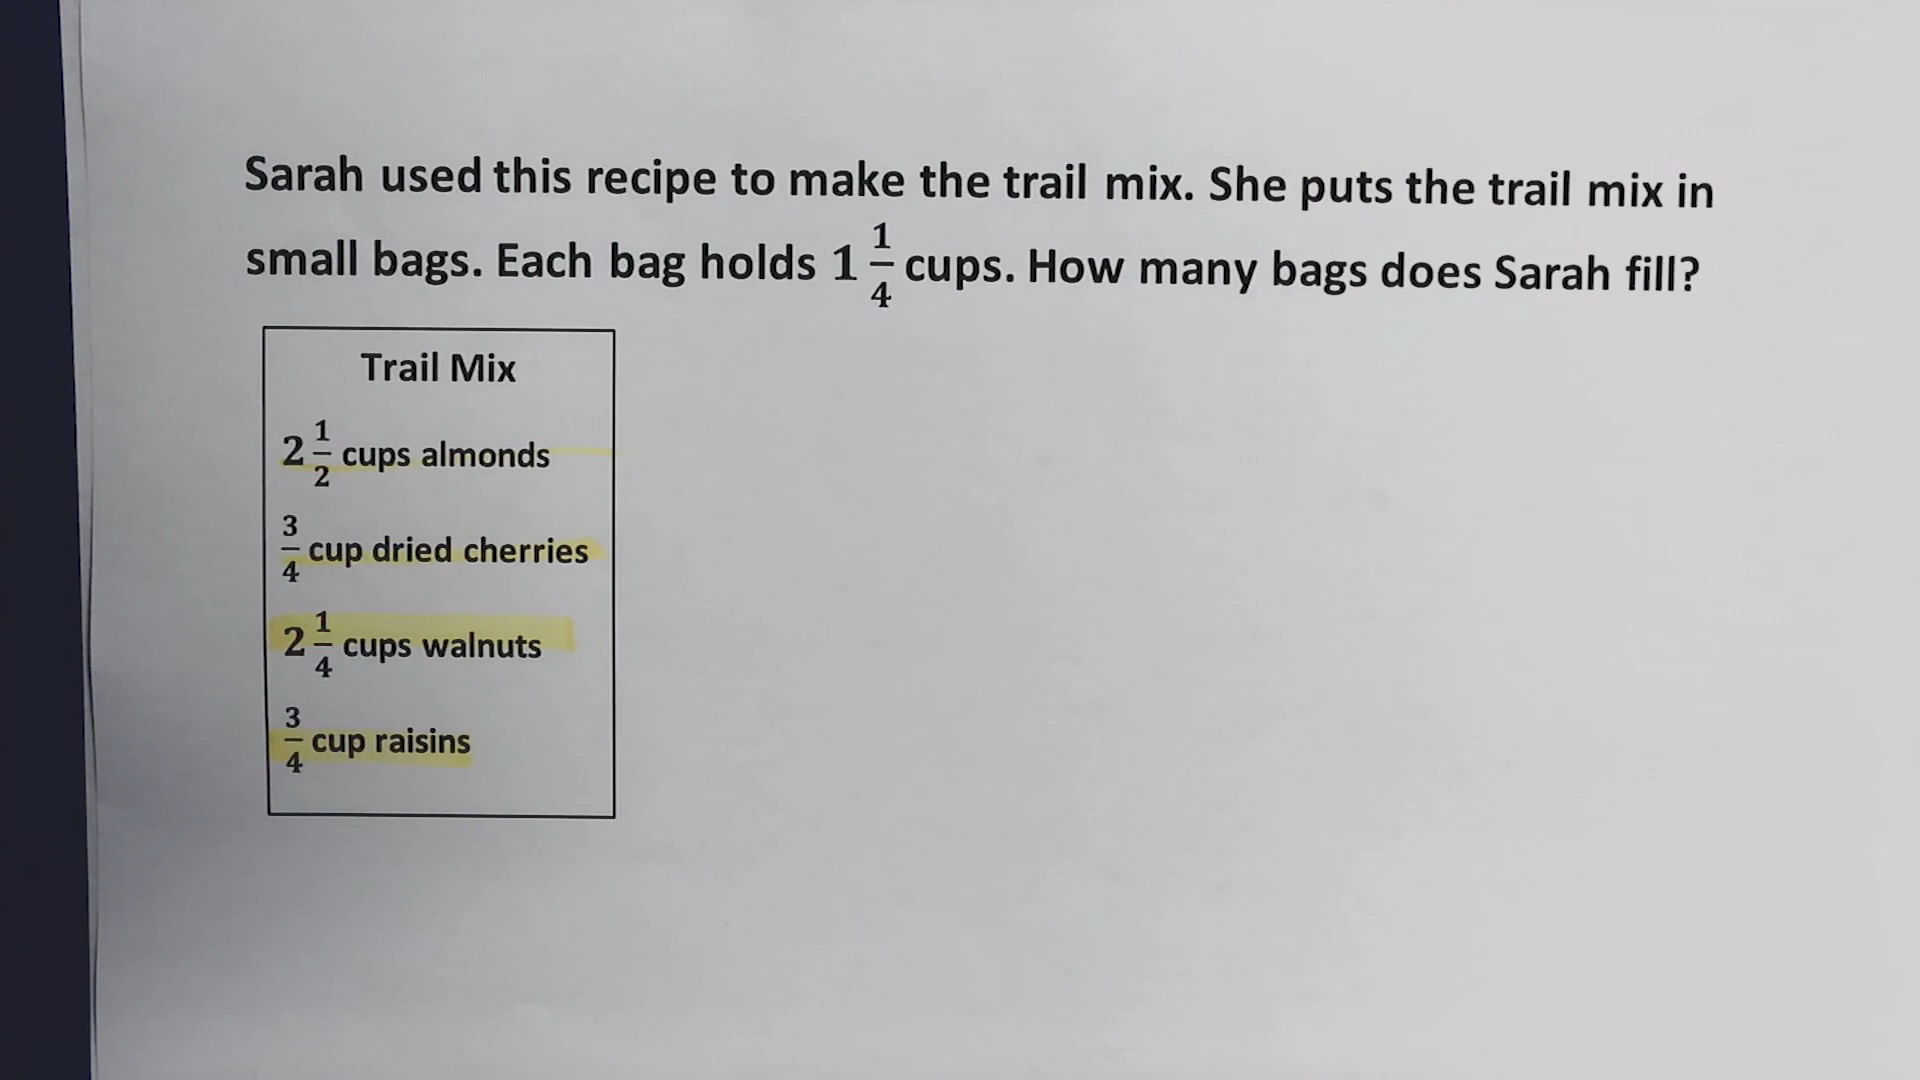 Sarah used this recipe to make the trail mix. She puts the trail mix in
small bags. Each bag holds 1 1/4 cups. How many bags does Sarah fill?
Trail Mix
2 1/2 cups almonds
3/4 cup dried cherries
2 1/4 cups walnuts
3/4 cup raisins